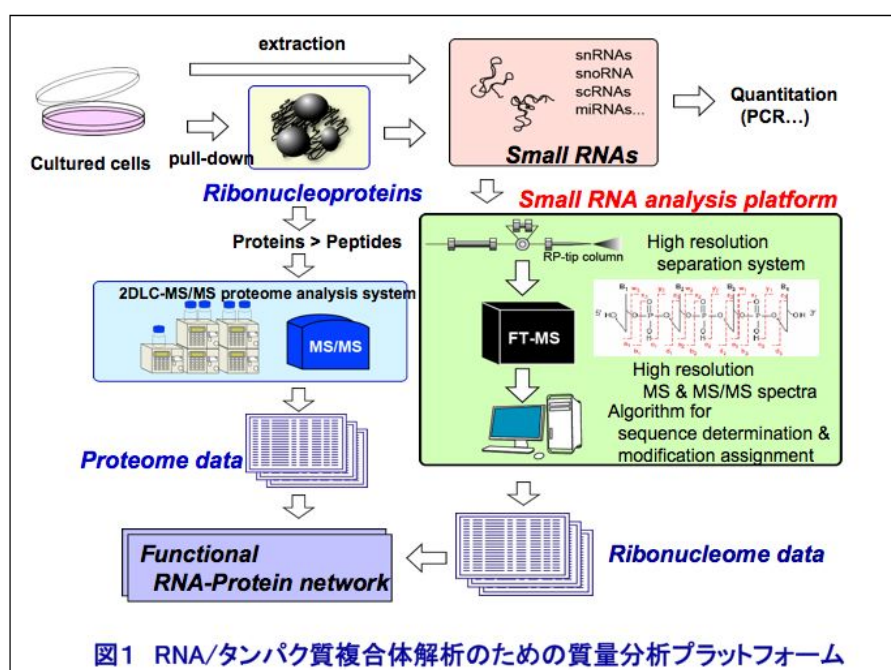 extraction
snRNAs
snoRNA
scRNAs
miRNAs...
Quantitation
(PCR...)
Cultured cells
pull-down
Small RNAs
Ribonucleoproteins
Small RNA analysis platform
Proteins > Peptides
RP-tip column
High resolution
separation system
2DLC-MS/MS proteome analysis system
MS/MS
FT-MS
High resolution
MS & MS/MS spectra
Algorithm for
sequence determination &
modification assignment
Proteome data
Functional
RNA-Protein network
Ribonucleome data
図1 RNA/タンパク質複合体解析のための質量分析プラットフォーム